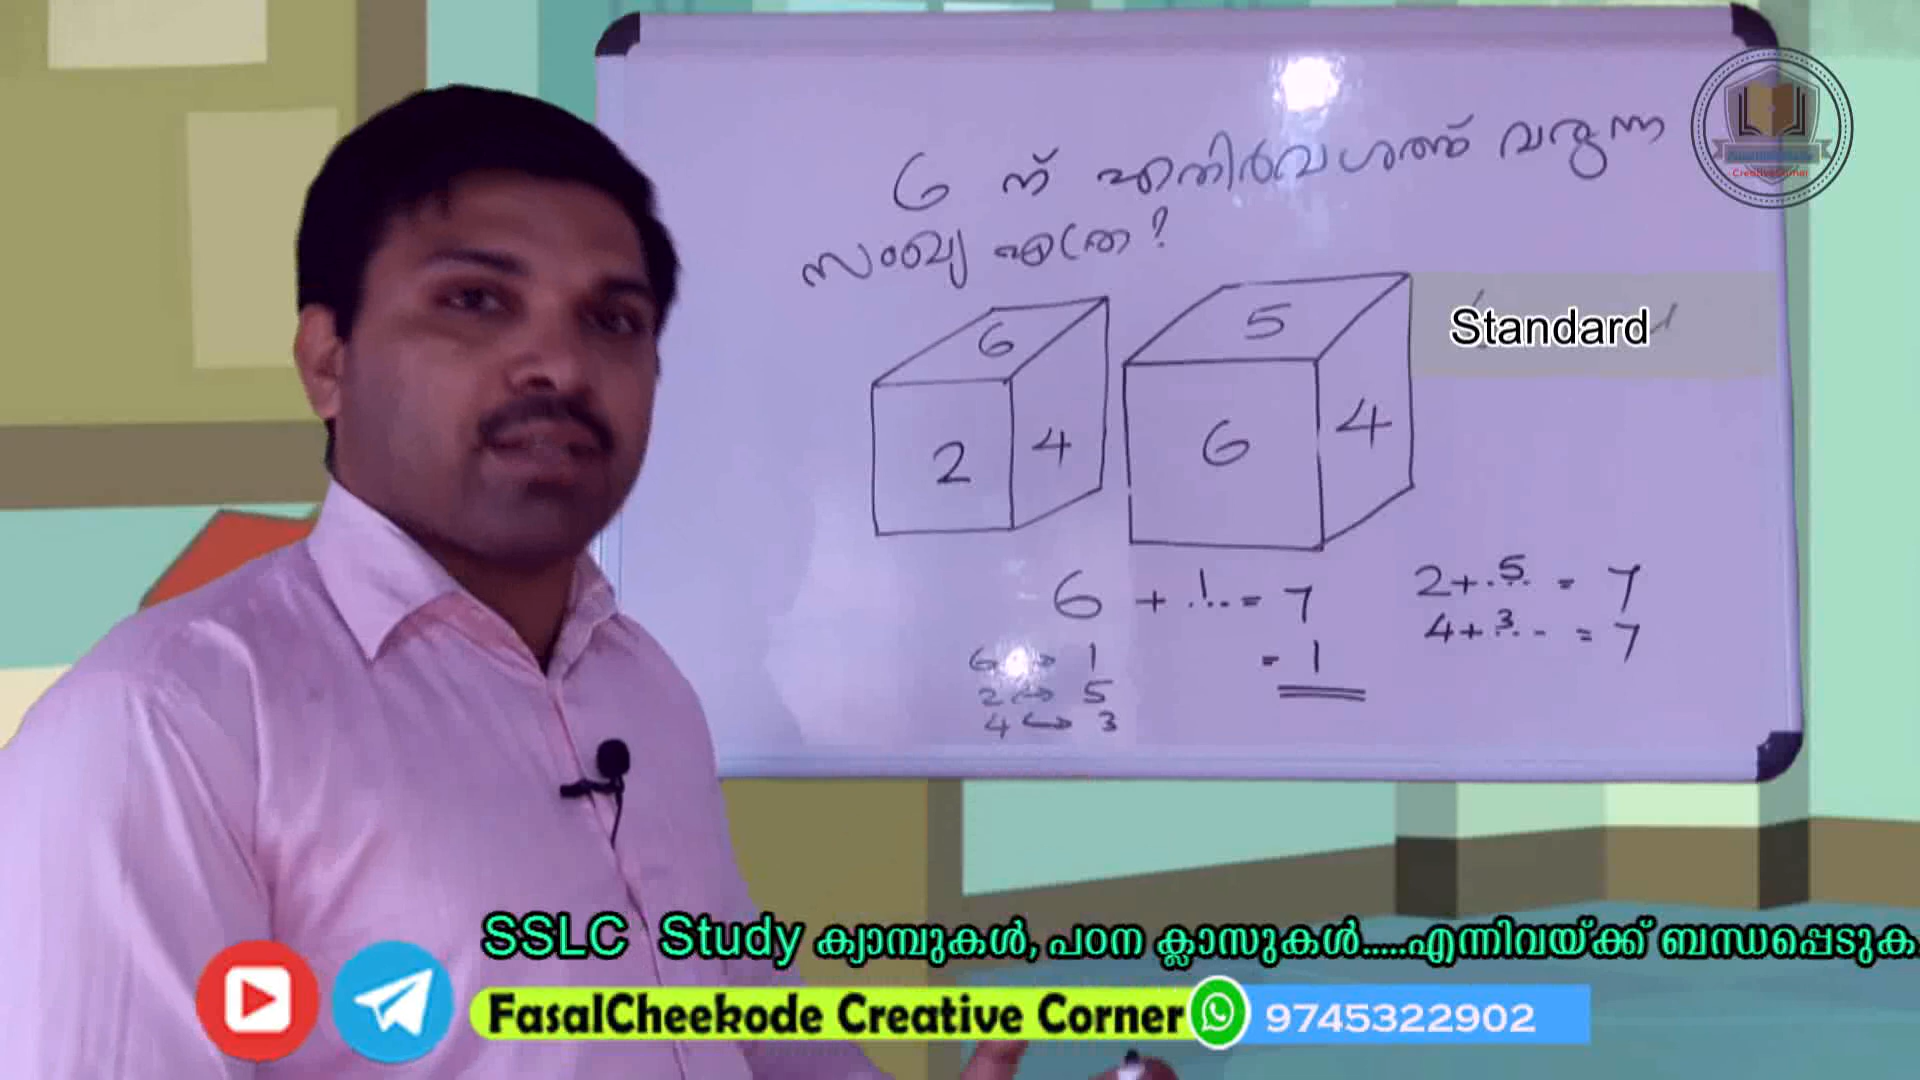 6 ന് എതിർവശത്ത് വരുന്ന
സംഖ്യ എത്ര?
Standard
6
2
4
5
6
4
6 + .1.. = 7
= 1
2+..5.. = 7
4+..3.. = 7
6 ↔ 1
2 ↔ 5
4 ↔ 3
CreativeCorner
SSLC Study ക്യാമ്പുകൾ, പഠന ക്ലാസുകൾ.....എന്നിവയ്ക്ക് ബന്ധപ്പെടുക.
FasalCheekode Creative Corner 9745322902